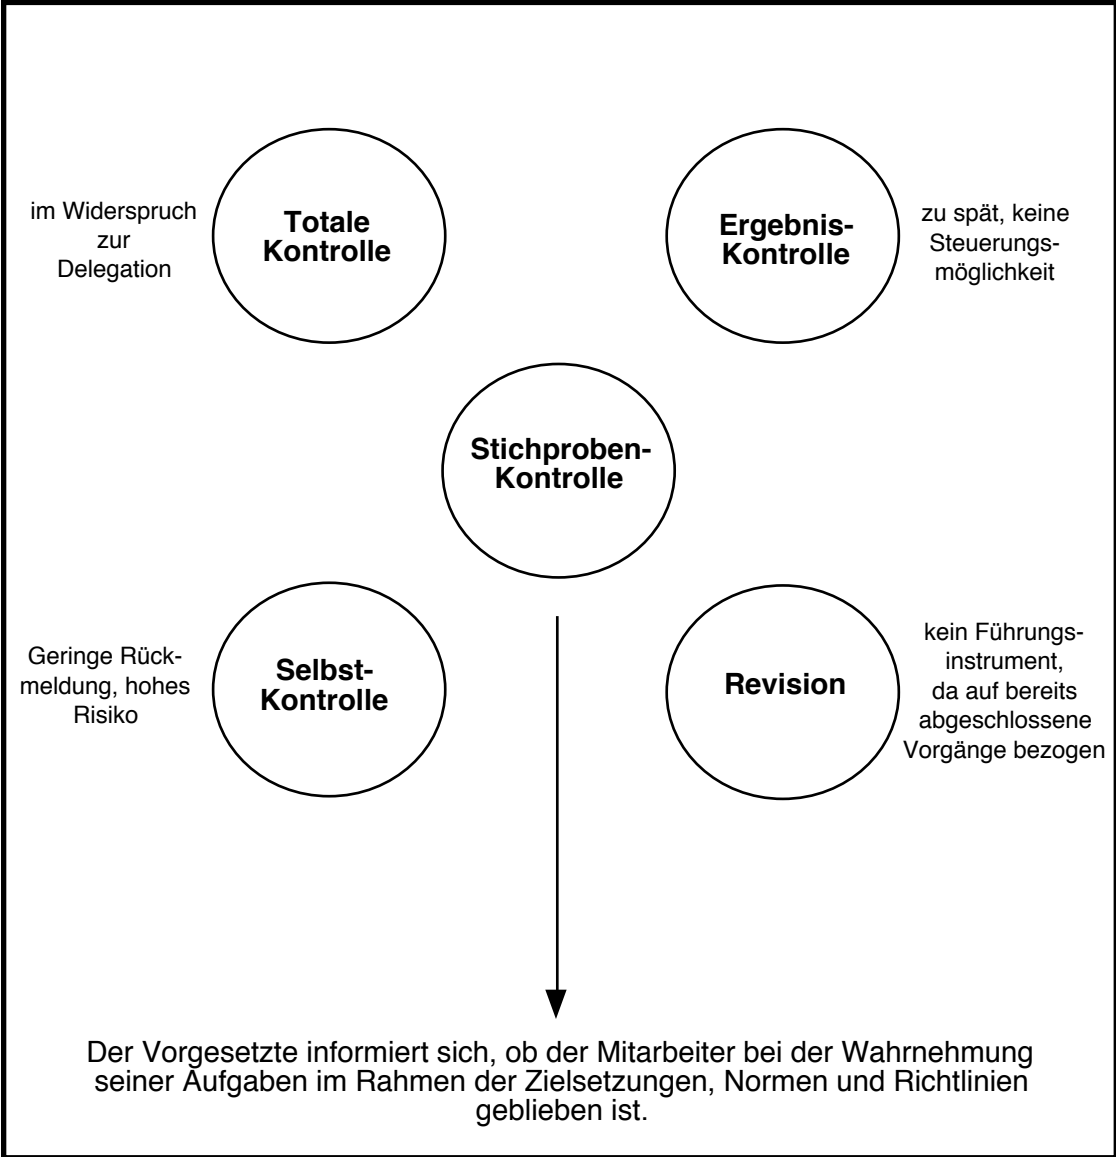 im Widerspruch
zur
Delegation
Totale
Kontrolle
Ergebnis-
Kontrolle
zu spät, keine
Steuerungs-
möglichkeit
Stichproben-
Kontrolle
Geringe Rück-
meldung, hohes
Risiko
Selbst-
Kontrolle
Revision
kein Führungs-
instrument,
da auf bereits
abgeschlossene
Vorgänge bezogen
Der Vorgesetzte informiert sich, ob der Mitarbeiter bei der Wahrnehmung
seiner Aufgaben im Rahmen der Zielsetzungen, Normen und Richtlinien
geblieben ist.